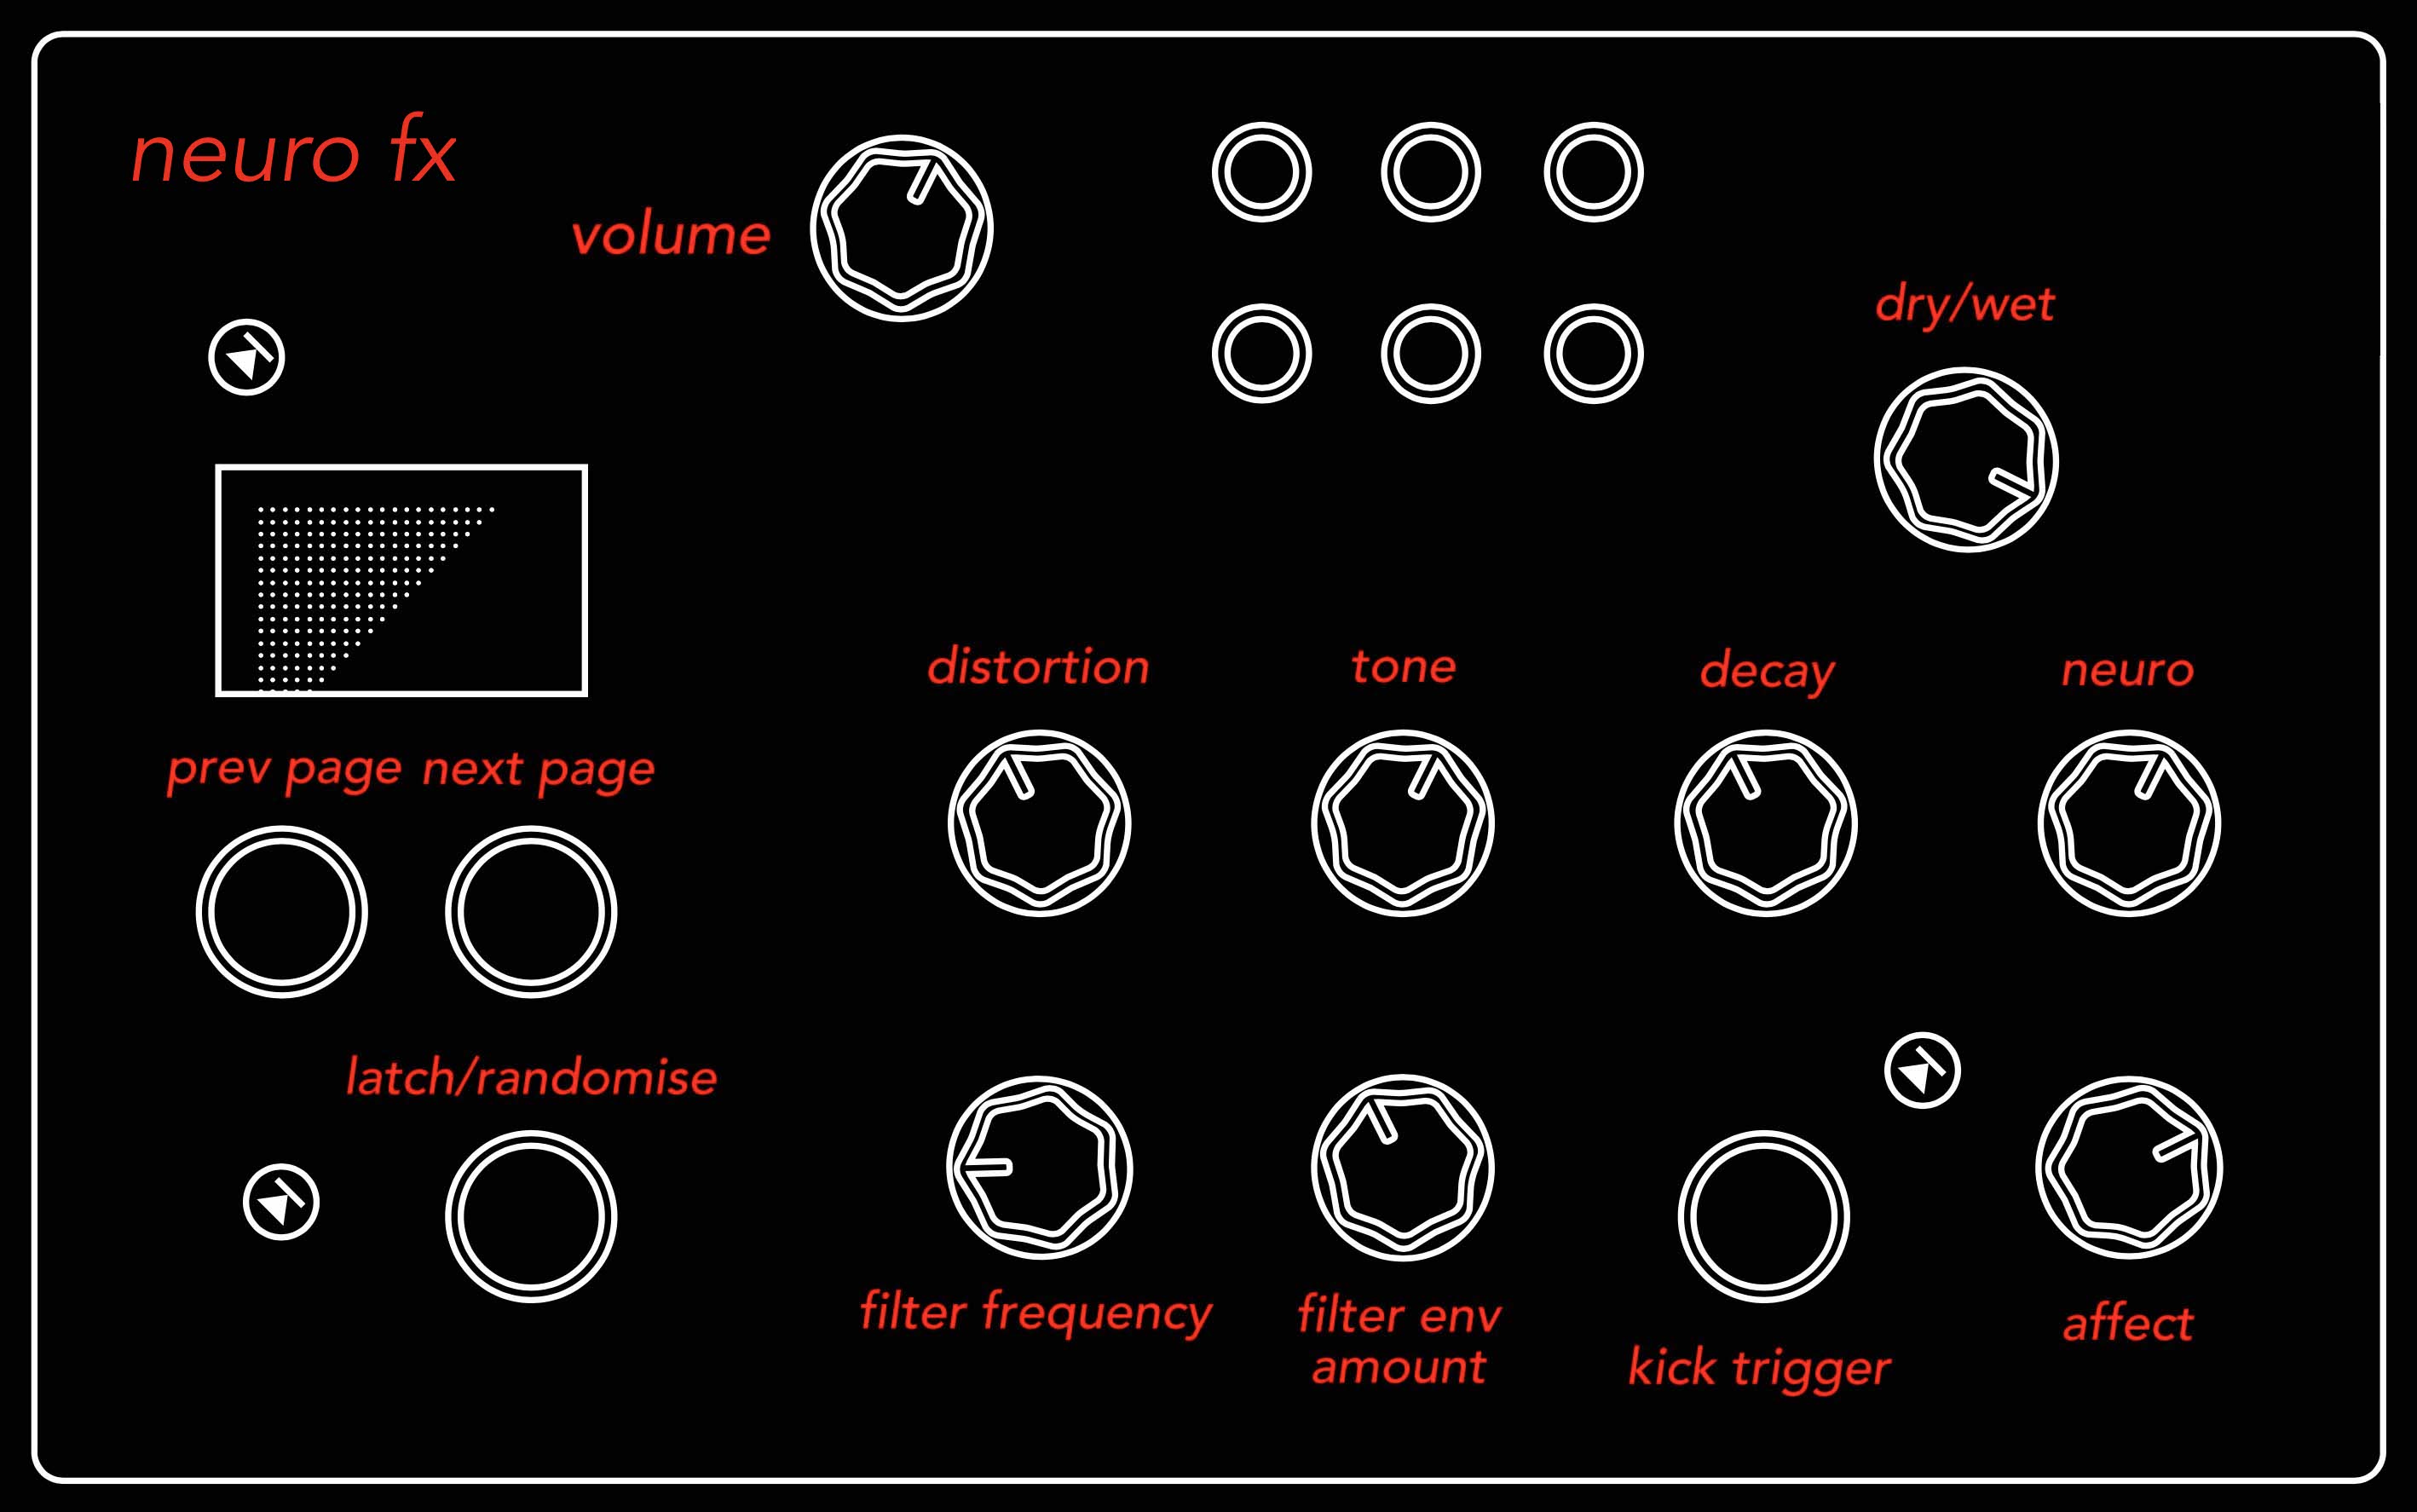 neuro fx
volume
dry/wet
distortion
tone
decay
neuro
prev page
next page
latch/randomise
filter frequency
filter env
amount
kick trigger
affect